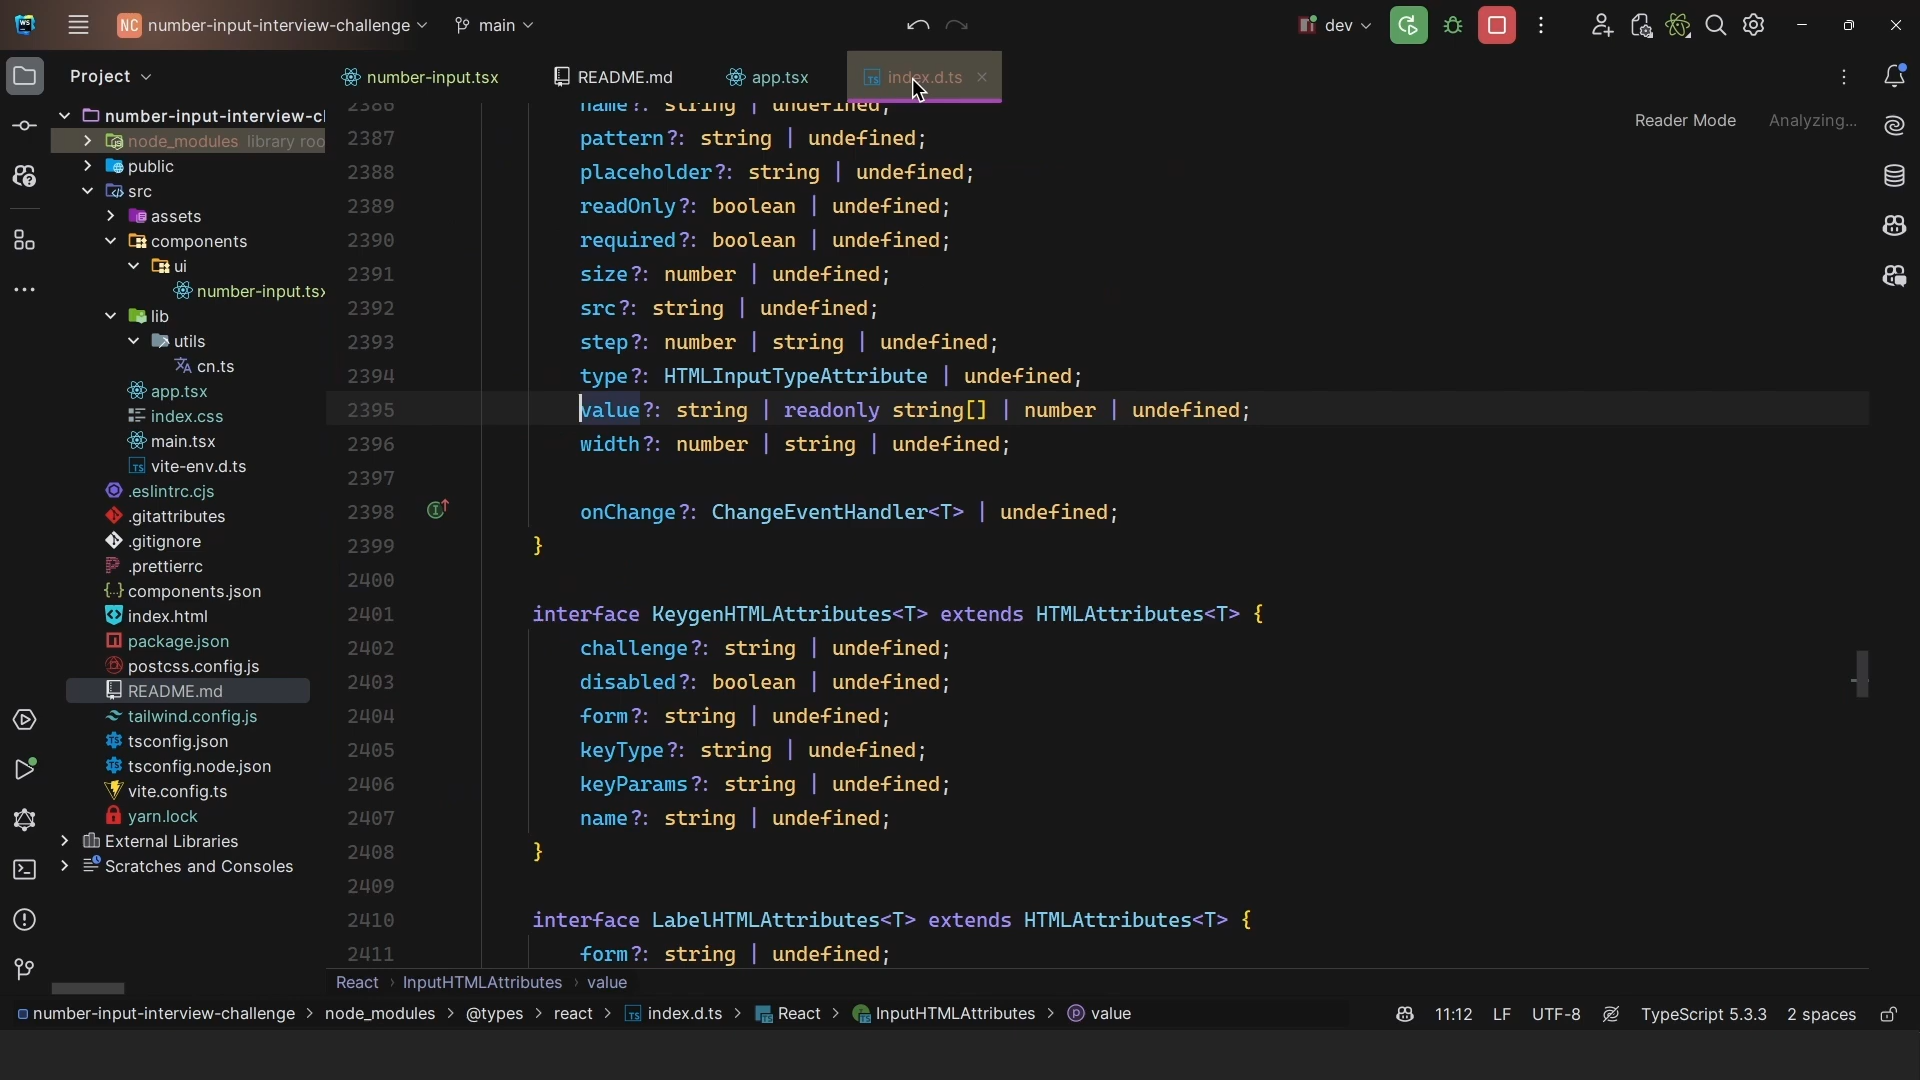 NC number-input-interview-challenge
main
dev
Project
number-input.tsx
README.md
app.tsx
index.d.ts
Reader Mode
Analyzing...
number-input-interview-cl
node_modules library roo
public
src
assets
components
ui
number-input.tsx
lib
utils
cn.ts
app.tsx
index.css
main.tsx
vite-env.d.ts
.eslintrc.cjs
.gitattributes
.gitignore
.prettierrc
components.json
index.html
package.json
postcss.config.js
README.md
tailwind.config.js
tsconfig.json
tsconfig.node.json
vite.config.ts
yarn.lock
External Libraries
Scratches and Consoles
2386 name?: string | undefined;
2387 pattern?: string | undefined;
2388 placeholder?: string | undefined;
2389 readOnly?: boolean | undefined;
2390 required?: boolean | undefined;
2391 size?: number | undefined;
2392 src?: string | undefined;
2393 step?: number | string | undefined;
2394 type?: HTMLInputTypeAttribute | undefined;
2395 value?: string | readonly string[] | number | undefined;
2396 width?: number | string | undefined;
2397
2398 onChange?: ChangeEventHandler<T> | undefined;
2399 }
2400
2401 interface KeygenHTMLAttributes<T> extends HTMLAttributes<T> {
2402 challenge?: string | undefined;
2403 disabled?: boolean | undefined;
2404 form?: string | undefined;
2405 keyType?: string | undefined;
2406 keyParams?: string | undefined;
2407 name?: string | undefined;
2408 }
2409
2410 interface LabelHTMLAttributes<T> extends HTMLAttributes<T> {
2411 form?: string | undefined;
React › InputHTMLAttributes › value
number-input-interview-challenge > node_modules > @types > react > index.d.ts > React > InputHTMLAttributes > value
11:12 LF UTF-8 TypeScript 5.3.3 2 spaces